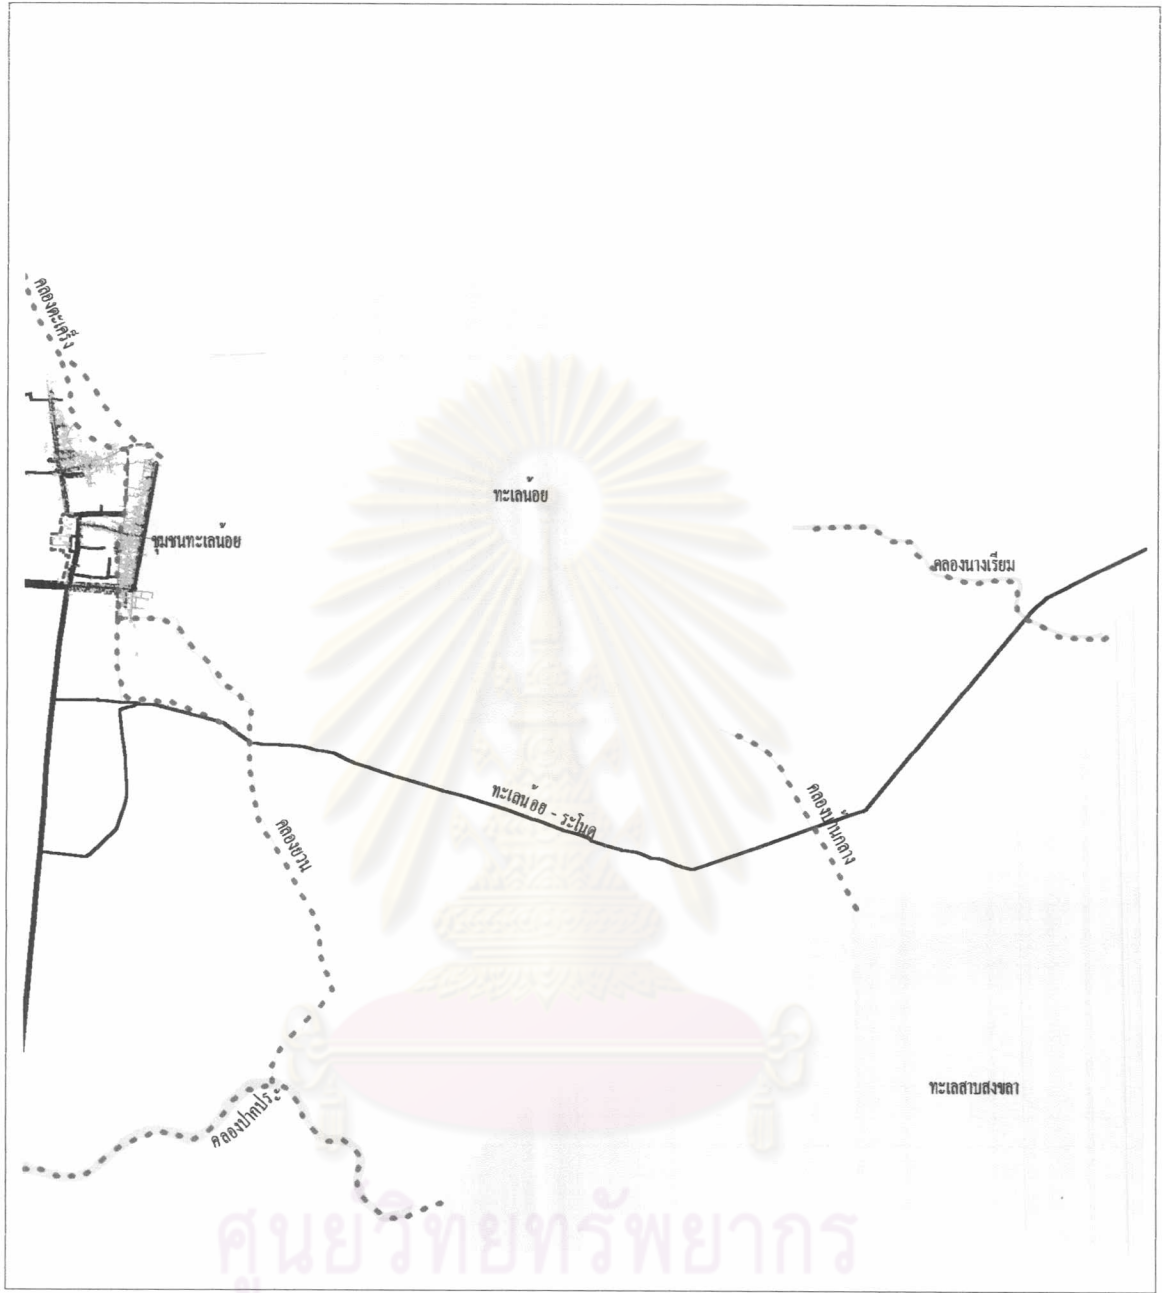 คลองตะเครึ่ะ
ทะเลน้อย
ชุมชนทะเลน้อย
คลองนางเรียม
ทะเลน้อย - ระโนด
คลองบ้านกลาง
คลองยวน
ทะเลสาบสงขลา
คลองปากประ
ศูนย์วิทยทรัพยากร